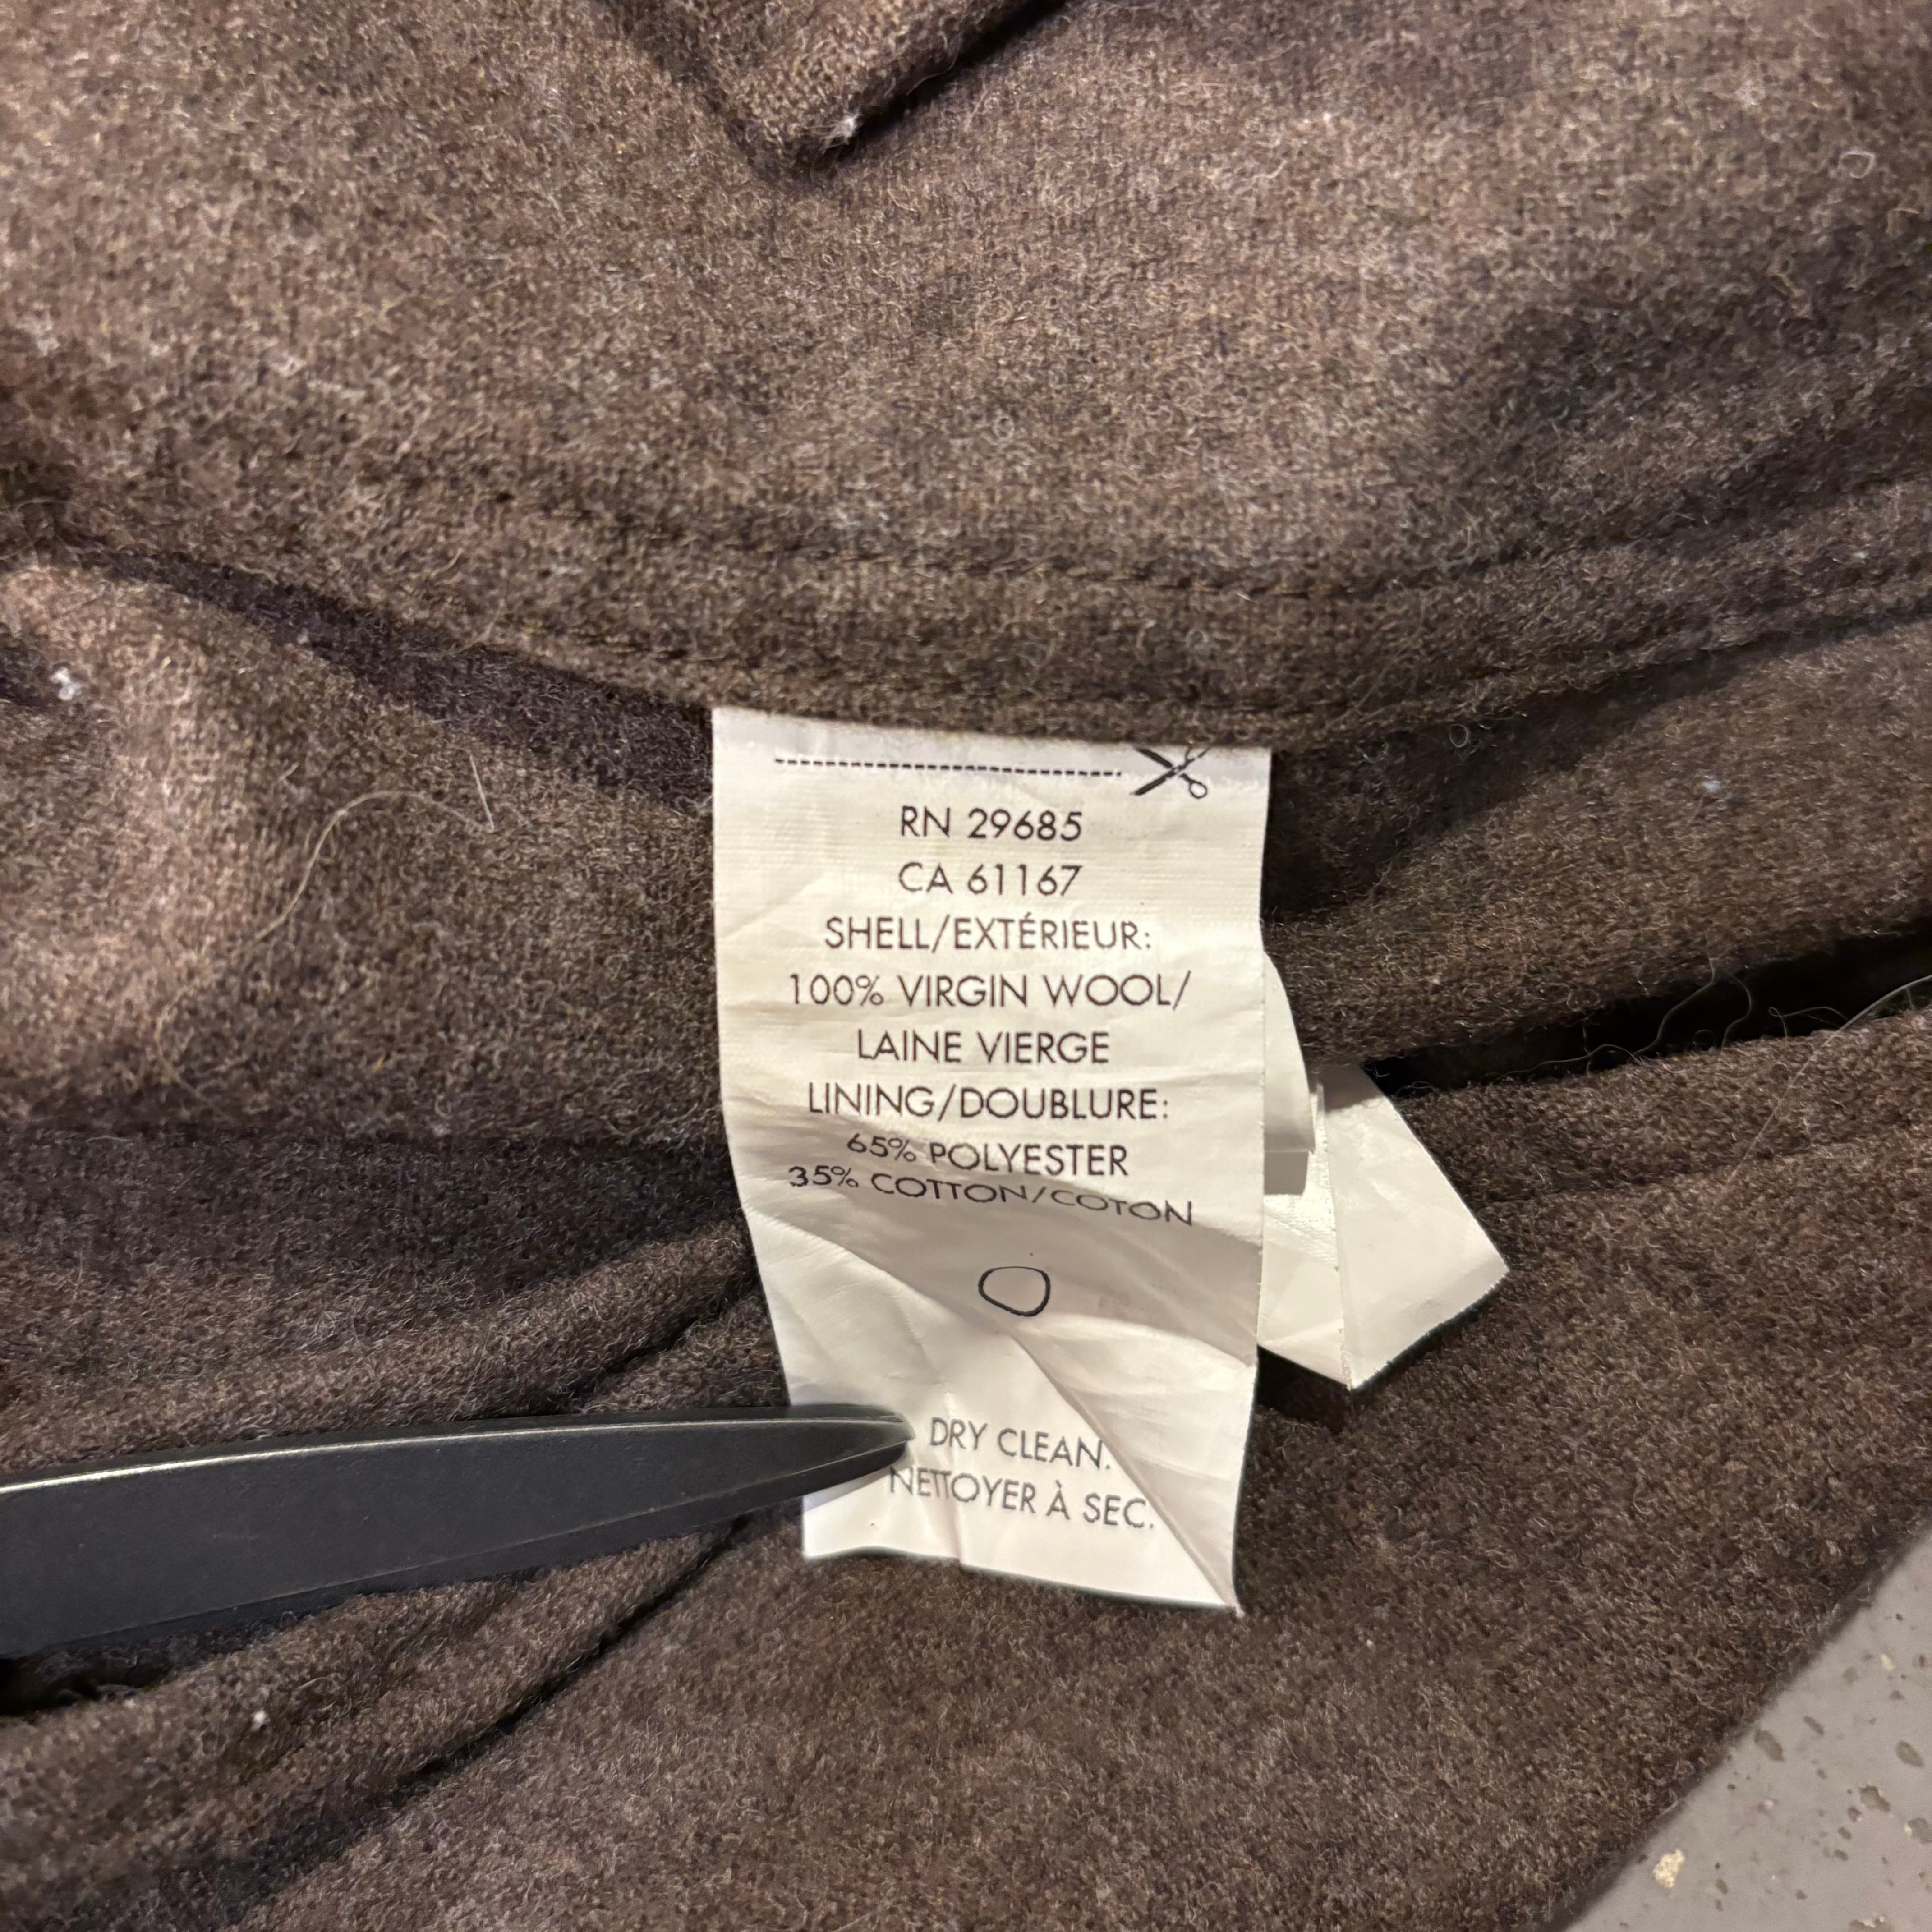 RN 29685
CA 61167
SHELL/EXTÉRIEUR:
100% VIRGIN WOOL/
LAINE VIERGE
LINING/DOUBLURE:
65% POLYESTER
35% COTTON/COTON
DRY CLEAN.
NETTOYER À SEC.